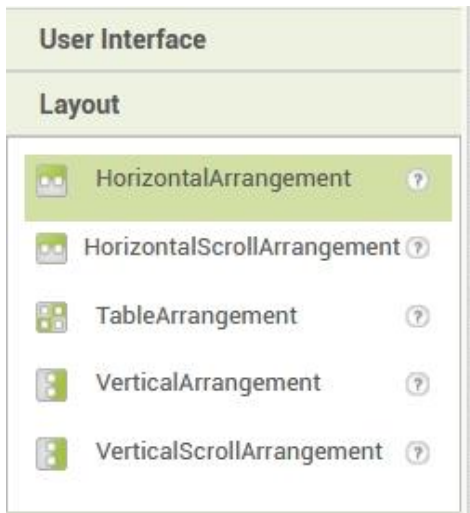 User Interface
Layout
HorizontalArrangement ?
HorizontalScrollArrangement ?
TableArrangement ?
VerticalArrangement ?
VerticalScrollArrangement ?